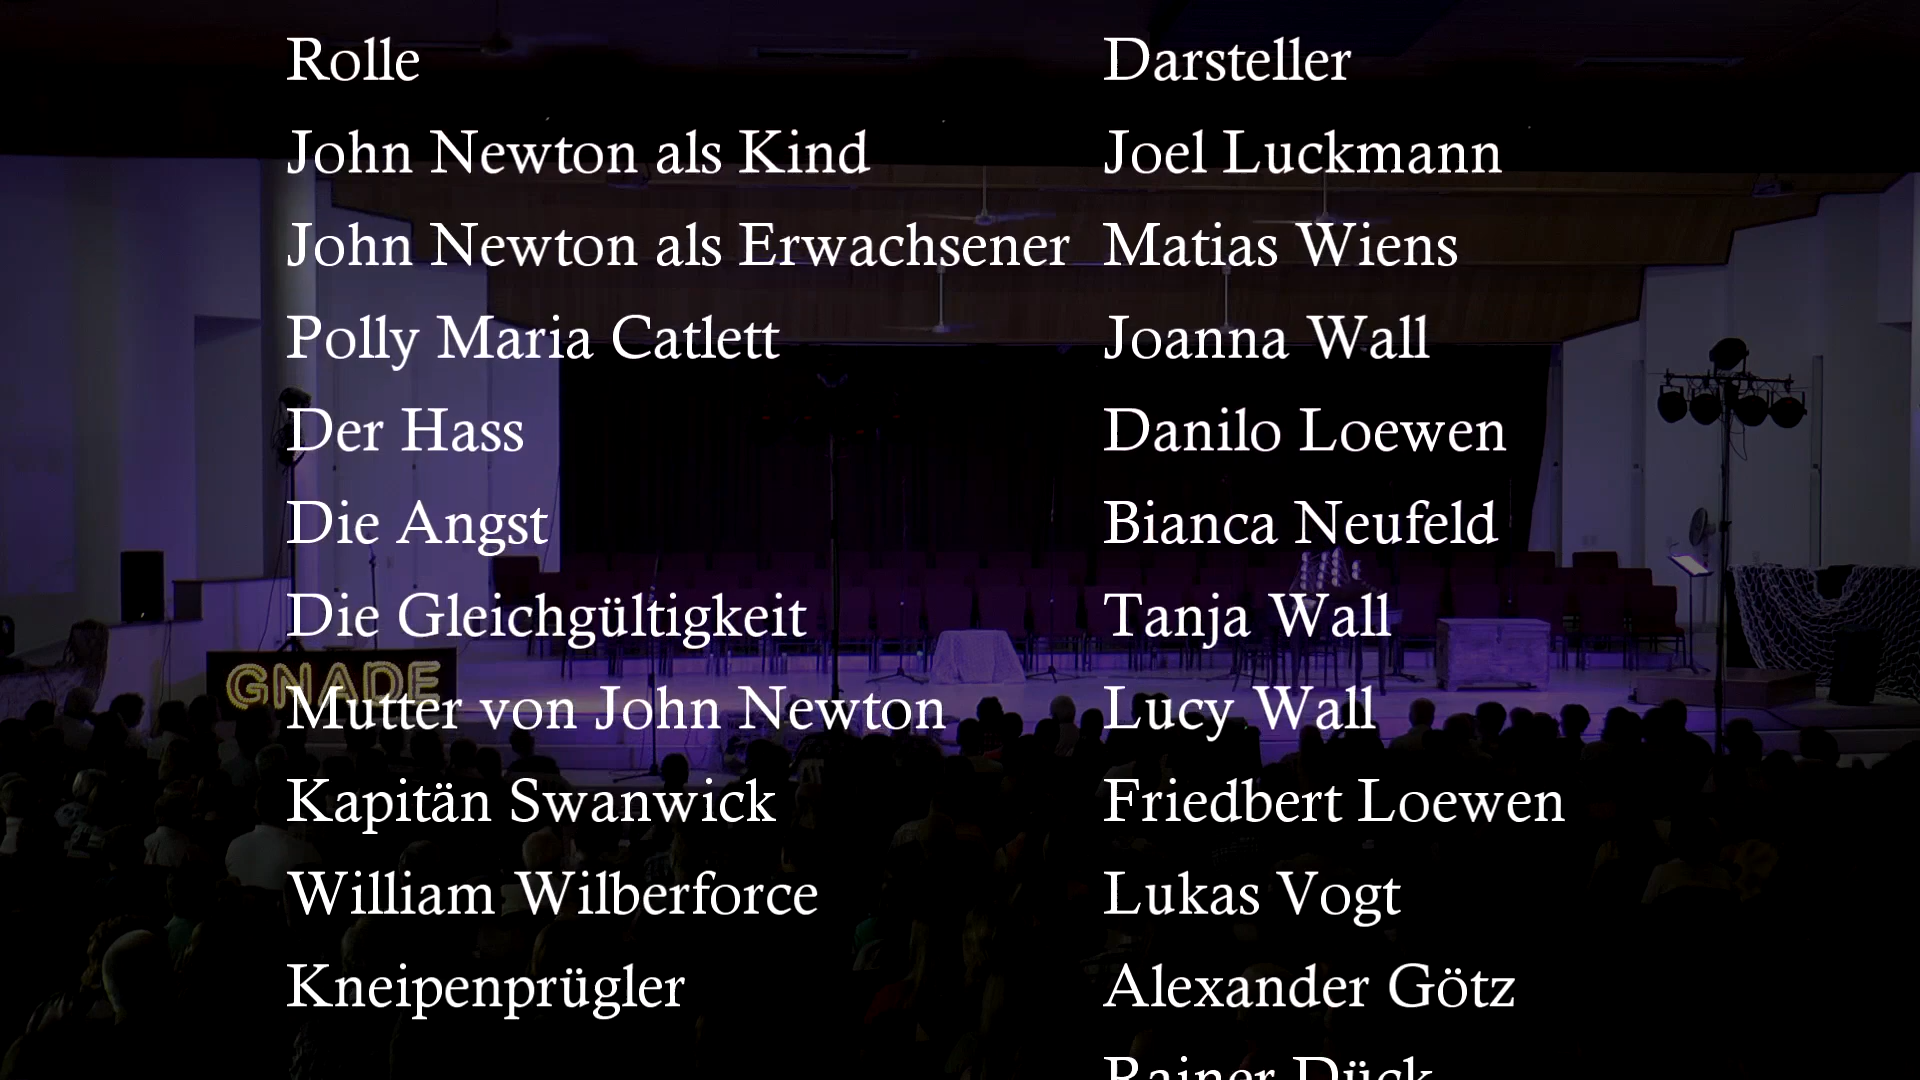 Rolle Darsteller
John Newton als Kind Joel Luckmann
John Newton als Erwachsener Matias Wiens
Polly Maria Catlett Joanna Wall
Der Hass Danilo Loewen
Die Angst Bianca Neufeld
Die Gleichgültigkeit Tanja Wall
GNADE
Mutter von John Newton Lucy Wall
Kapitän Swanwick Friedbert Loewen
William Wilberforce Lukas Vogt
Kneipenprügler Alexander Götz
Rainer Dück